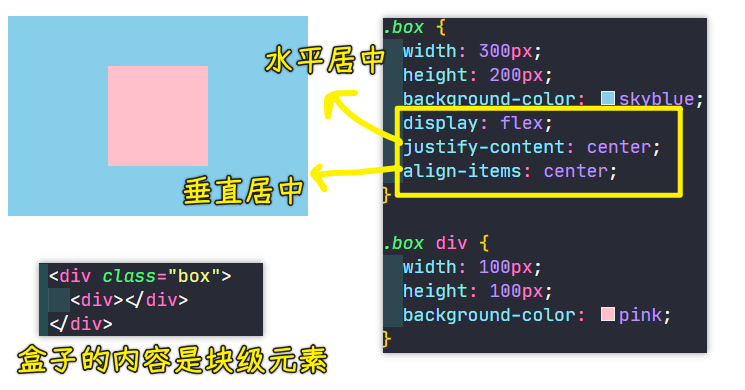 水平居中
垂直居中
<div class="box">
<div></div>
</div>
盒子的内容是块级元素
.box {
width: 300px;
height: 200px;
background-color: skyblue;
display: flex;
justify-content: center;
align-items: center;
}
.box div {
width: 100px;
height: 100px;
background-color: pink;
}